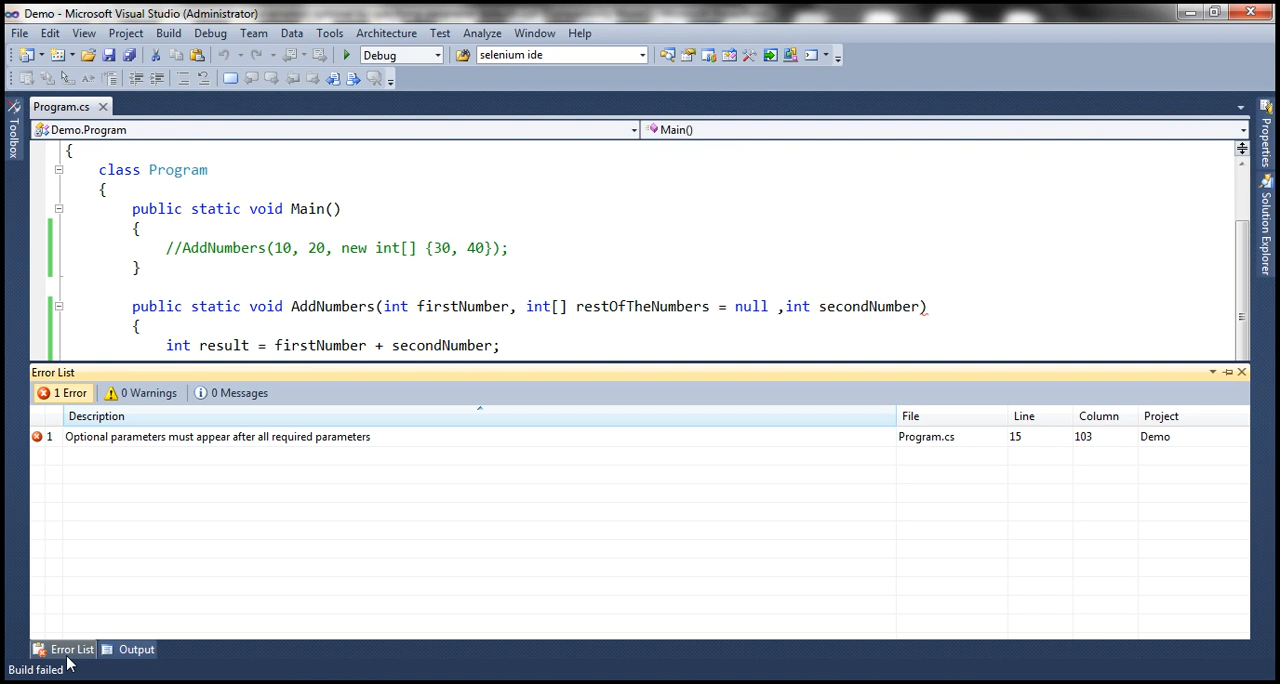 Demo - Microsoft Visual Studio (Administrator)
File Edit View Project Build Debug Team Data Tools Architecture Test Analyze Window Help
Debug selenium ide
Toolbox
Program.cs
Demo.Program Main()
{
class Program
{
public static void Main()
{
//AddNumbers(10, 20, new int[] {30, 40});
}
public static void AddNumbers(int firstNumber, int[] restOfTheNumbers = null ,int secondNumber)
{
int result = firstNumber + secondNumber;
Properties
Solution Explorer
Error List
1 Error 0 Warnings 0 Messages
Description File Line Column Project
1 Optional parameters must appear after all required parameters Program.cs 15 103 Demo
Error List Output
Build failed